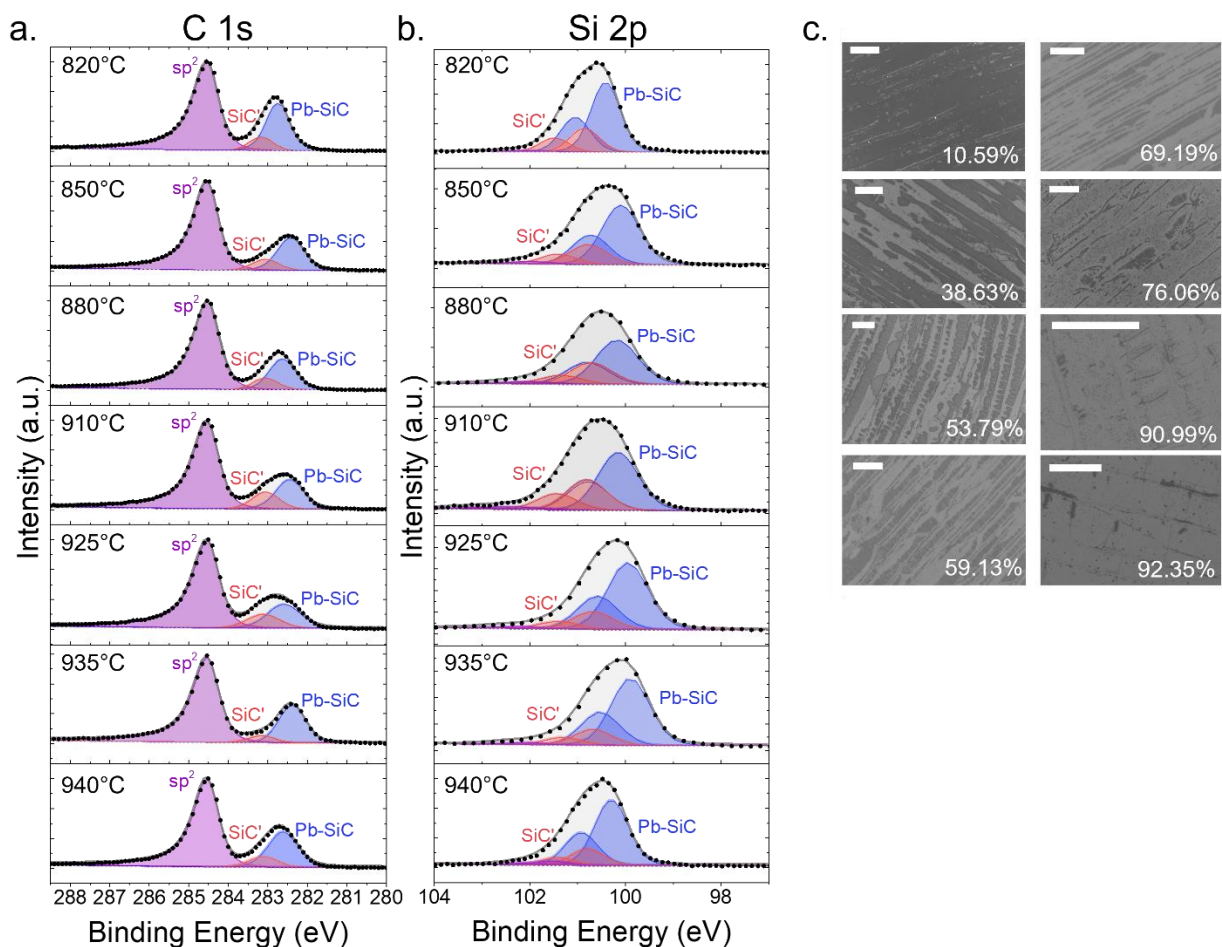 a.
C 1s
Intensity (a.u.)
820°C
sp²
SiC'
Pb-SiC
850°C
sp²
SiC'
Pb-SiC
880°C
sp²
SiC'
Pb-SiC
910°C
sp²
SiC'
Pb-SiC
925°C
sp²
SiC'
Pb-SiC
935°C
sp²
SiC'
Pb-SiC
940°C
sp²
SiC'
Pb-SiC
288 287 286 285 284 283 282 281 280
Binding Energy (eV)
b.
Si 2p
Intensity (a.u.)
820°C
SiC'
Pb-SiC
850°C
SiC'
Pb-SiC
880°C
SiC'
Pb-SiC
910°C
SiC'
Pb-SiC
925°C
SiC'
Pb-SiC
935°C
SiC'
Pb-SiC
940°C
SiC'
Pb-SiC
104 102 100 98
Binding Energy (eV)
c.
10.59% 69.19%
38.63% 76.06%
53.79% 90.99%
59.13% 92.35%